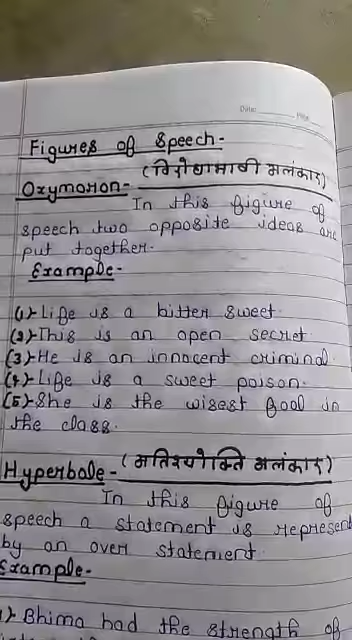 Date: Page
Figures of Speech-
Oxymoron- (विरोधाभाषी अलंकार)
In this figure of
speech two opposite ideas are
put together.
Example-
(1) Life is a bitter sweet.
(2) This is an open secret.
(3) He is an innocent criminal.
(4) Life is a sweet poison.
(5) She is the wisest fool in
the class.
Hyperbole- (अतिश्योक्ति अलंकार)
In this figure of
speech a statement is represent
by an over statement.
Example-
1) Bhima had the strength of